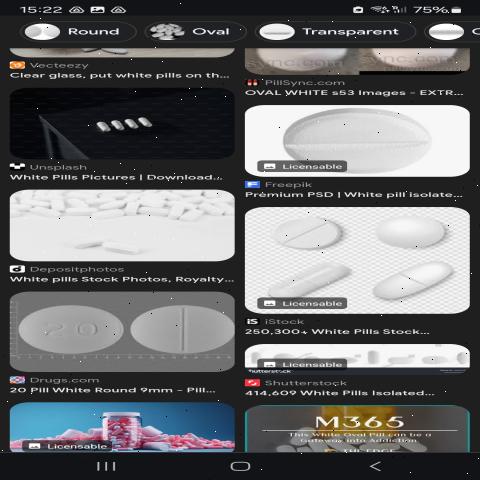 15:22
75%
Round
Oval
Transparent
Vecteezy
Clear glass, put white pills on th...
PillSync.com
OVAL WHITE s53 Images - EXTR...
Unsplash
White Pills Pictures | Download...
Licensable
Freepik
Premium PSD | White pill isolate...
Depositphotos
White pills Stock Photos, Royalty...
Licensable
iStock
250,300+ White Pills Stock...
20
Drugs.com
20 Pill White Round 9mm - Pill...
Licensable
shutterstock
Shutterstock
414,609 White Pills Isolated...
Licensable
M365
This White Oval Pill can be a
Gateway into Addiction
THE EDGE